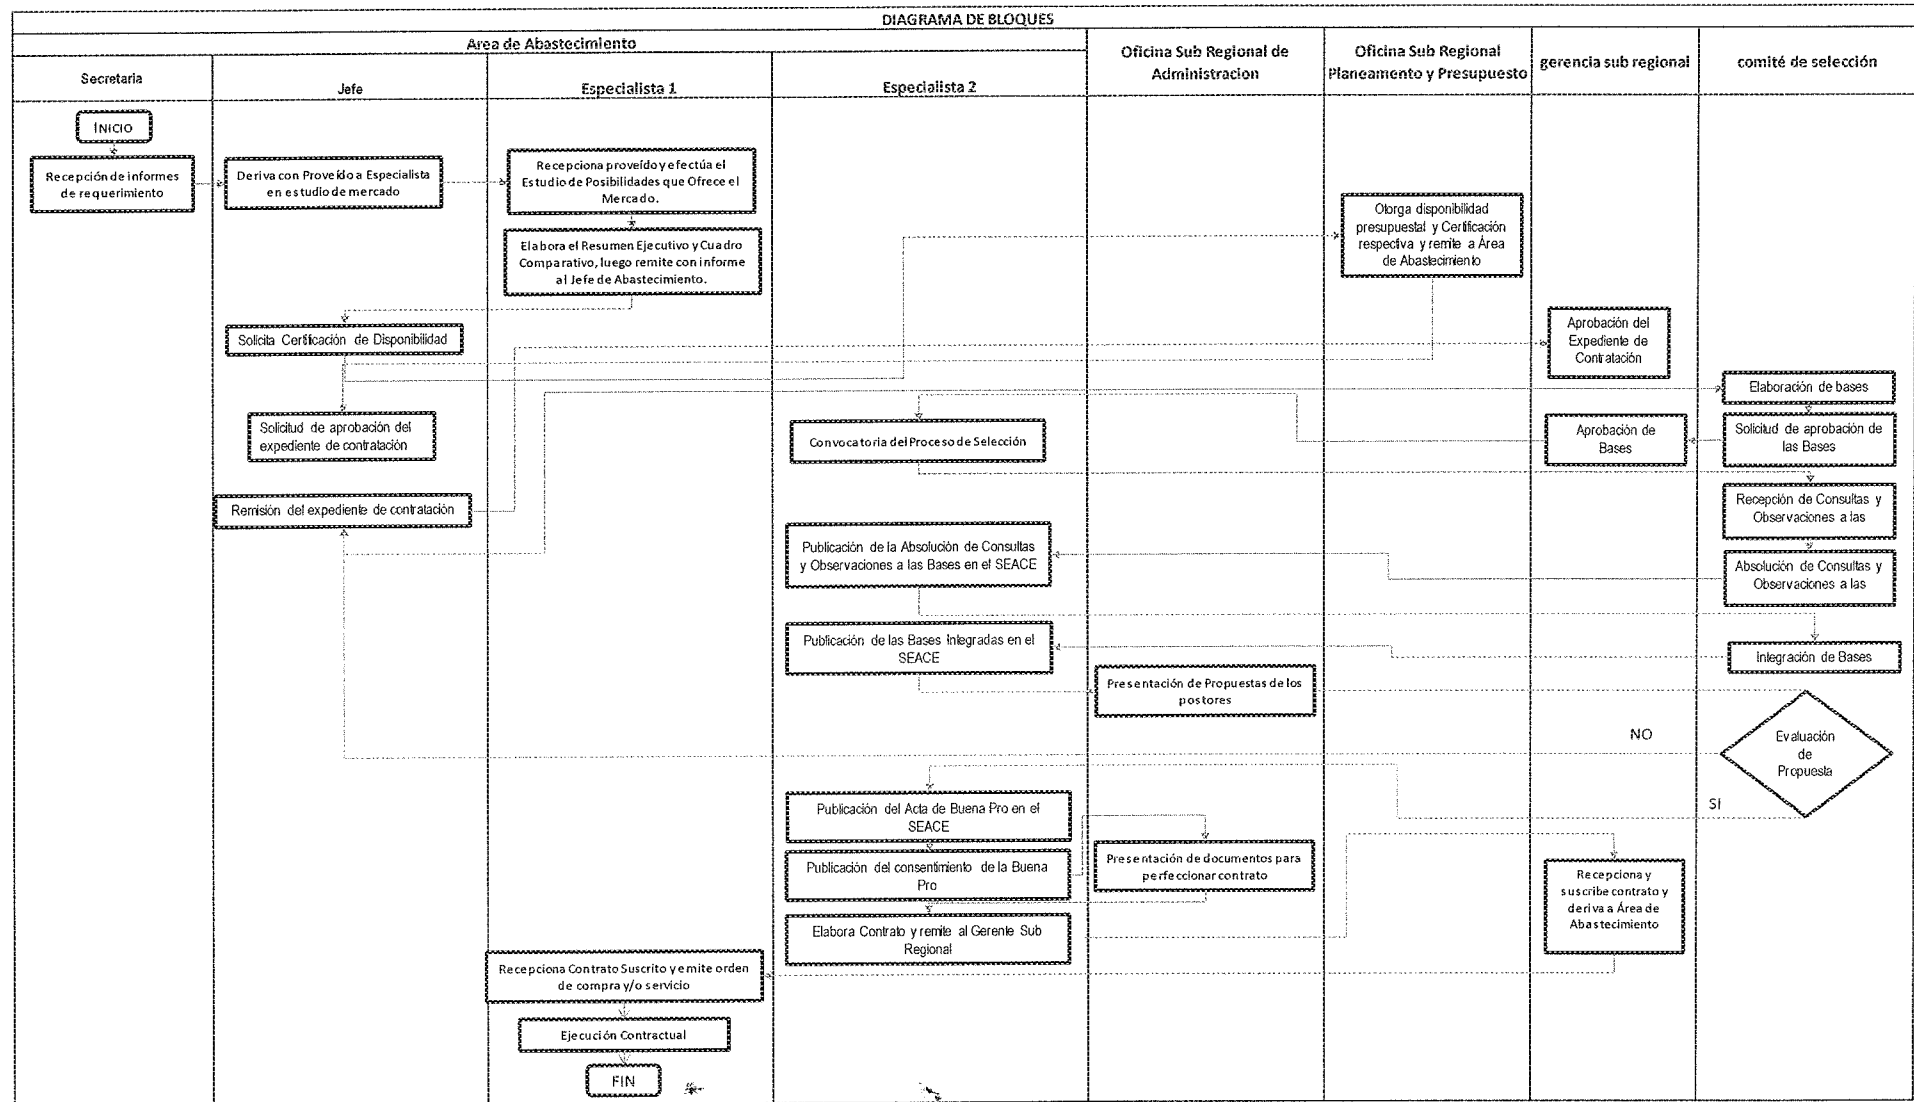 DIAGRAMA DE BLOQUES
Area de Abastecimiento
Oficina Sub Regional de
Administracion
Oficina Sub Regional
Planeamento y Presupuesto
gerencia sub regional
comité de selección
Secretaria
Jefe
Especialista 1
Especialista 2
INICIO
Recepción de informes
de requerimiento
Deriva con Proveído a Especialista
en estudio de mercado
Recepciona proveído y efectúa el
Estudio de Posibilidades que Ofrece el
Mercado.
Elabora el Resumen Ejecutivo y Cuadro
Comparativo, luego remite con informe
al Jefe de Abastecimiento.
Otorga disponibilidad
presupuestal y Certificación
respectiva y remite a Área
de Abastecimiento
Solicita Certificación de Disponibilidad
Aprobación del
Expediente de
Contratación
Elaboración de bases
Solicitud de aprobación del
expediente de contratación
Convocatoria del Proceso de Selección
Aprobación de
Bases
Solicitud de aprobación de
las Bases
Remisión del expediente de contratación
Recepción de Consultas y
Observaciones a las
Publicación de la Absolución de Consultas
y Observaciones a las Bases en el SEACE
Absolución de Consultas y
Observaciones a las
Publicación de las Bases Integradas en el
SEACE
Integración de Bases
Presentación de Propuestas de los
postores
NO
Evaluación
de
Propuesta
SI
Publicación del Acta de Buena Pro en el
SEACE
Publicación del consentimiento de la Buena
Pro
Presentación de documentos para
perfeccionar contrato
Recepciona y
suscribe contrato y
deriva a Área de
Abastecimiento
Elabora Contrato y remite al Gerente Sub
Regional
Recepciona Contrato Suscrito y emite orden
de compra y/o servicio
Ejecución Contractual
FIN